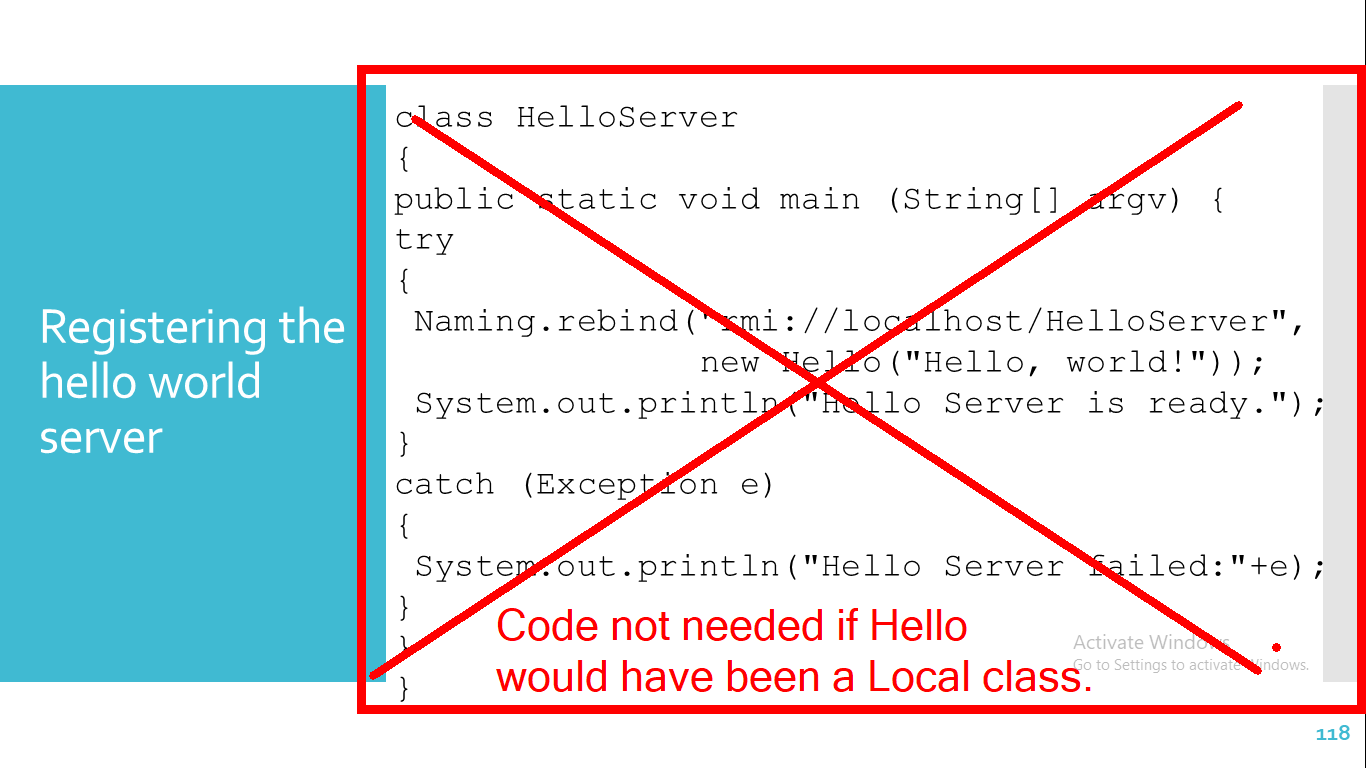 Registering the
hello world
server
class HelloServer
{
public static void main (String[] argv) {
try
{
Naming.rebind("rmi://localhost/HelloServer",
new Hello("Hello, world!"));
System.out.println("Hello Server is ready.");
}
catch (Exception e)
{
System.out.println("Hello Server failed:"+e);
}
}
}
Code not needed if Hello
would have been a Local class.
Activate Windows
Go to Settings to activate Windows.
118